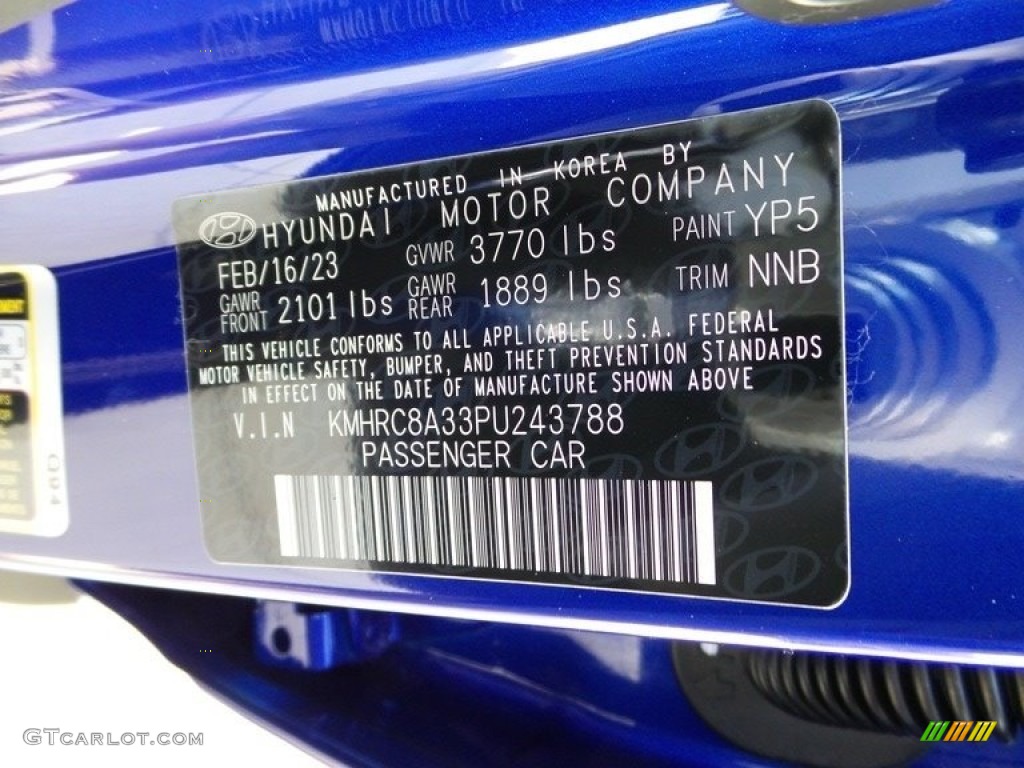 MANUFACTURED IN KOREA BY
HYUNDAI MOTOR COMPANY
FEB/16/23 GVWR 3770 lbs PAINT YP5
GAWR FRONT 2101 lbs GAWR REAR 1889 lbs TRIM NNB
THIS VEHICLE CONFORMS TO ALL APPLICABLE U.S.A. FEDERAL
MOTOR VEHICLE SAFETY, BUMPER, AND THEFT PREVENTION STANDARDS
IN EFFECT ON THE DATE OF MANUFACTURE SHOWN ABOVE
V.I.N KMHRC8A33PU243788
PASSENGER CAR
094
GTCarlot.com